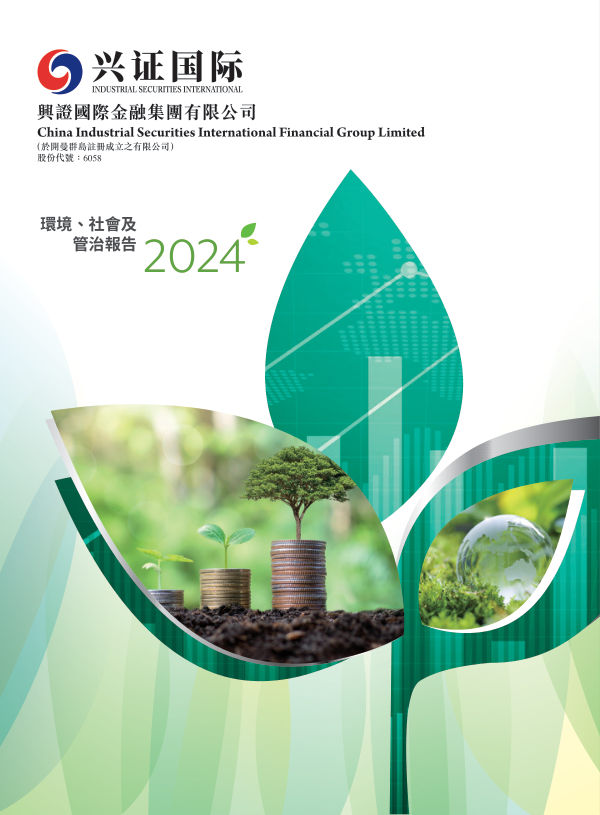 兴证国际
INDUSTRIAL SECURITIES INTERNATIONAL
興證國際金融集團有限公司
China Industrial Securities International Financial Group Limited
(於開曼群島註冊成立之有限公司)
股份代號：6058
環境、社會及
管治報告
2024